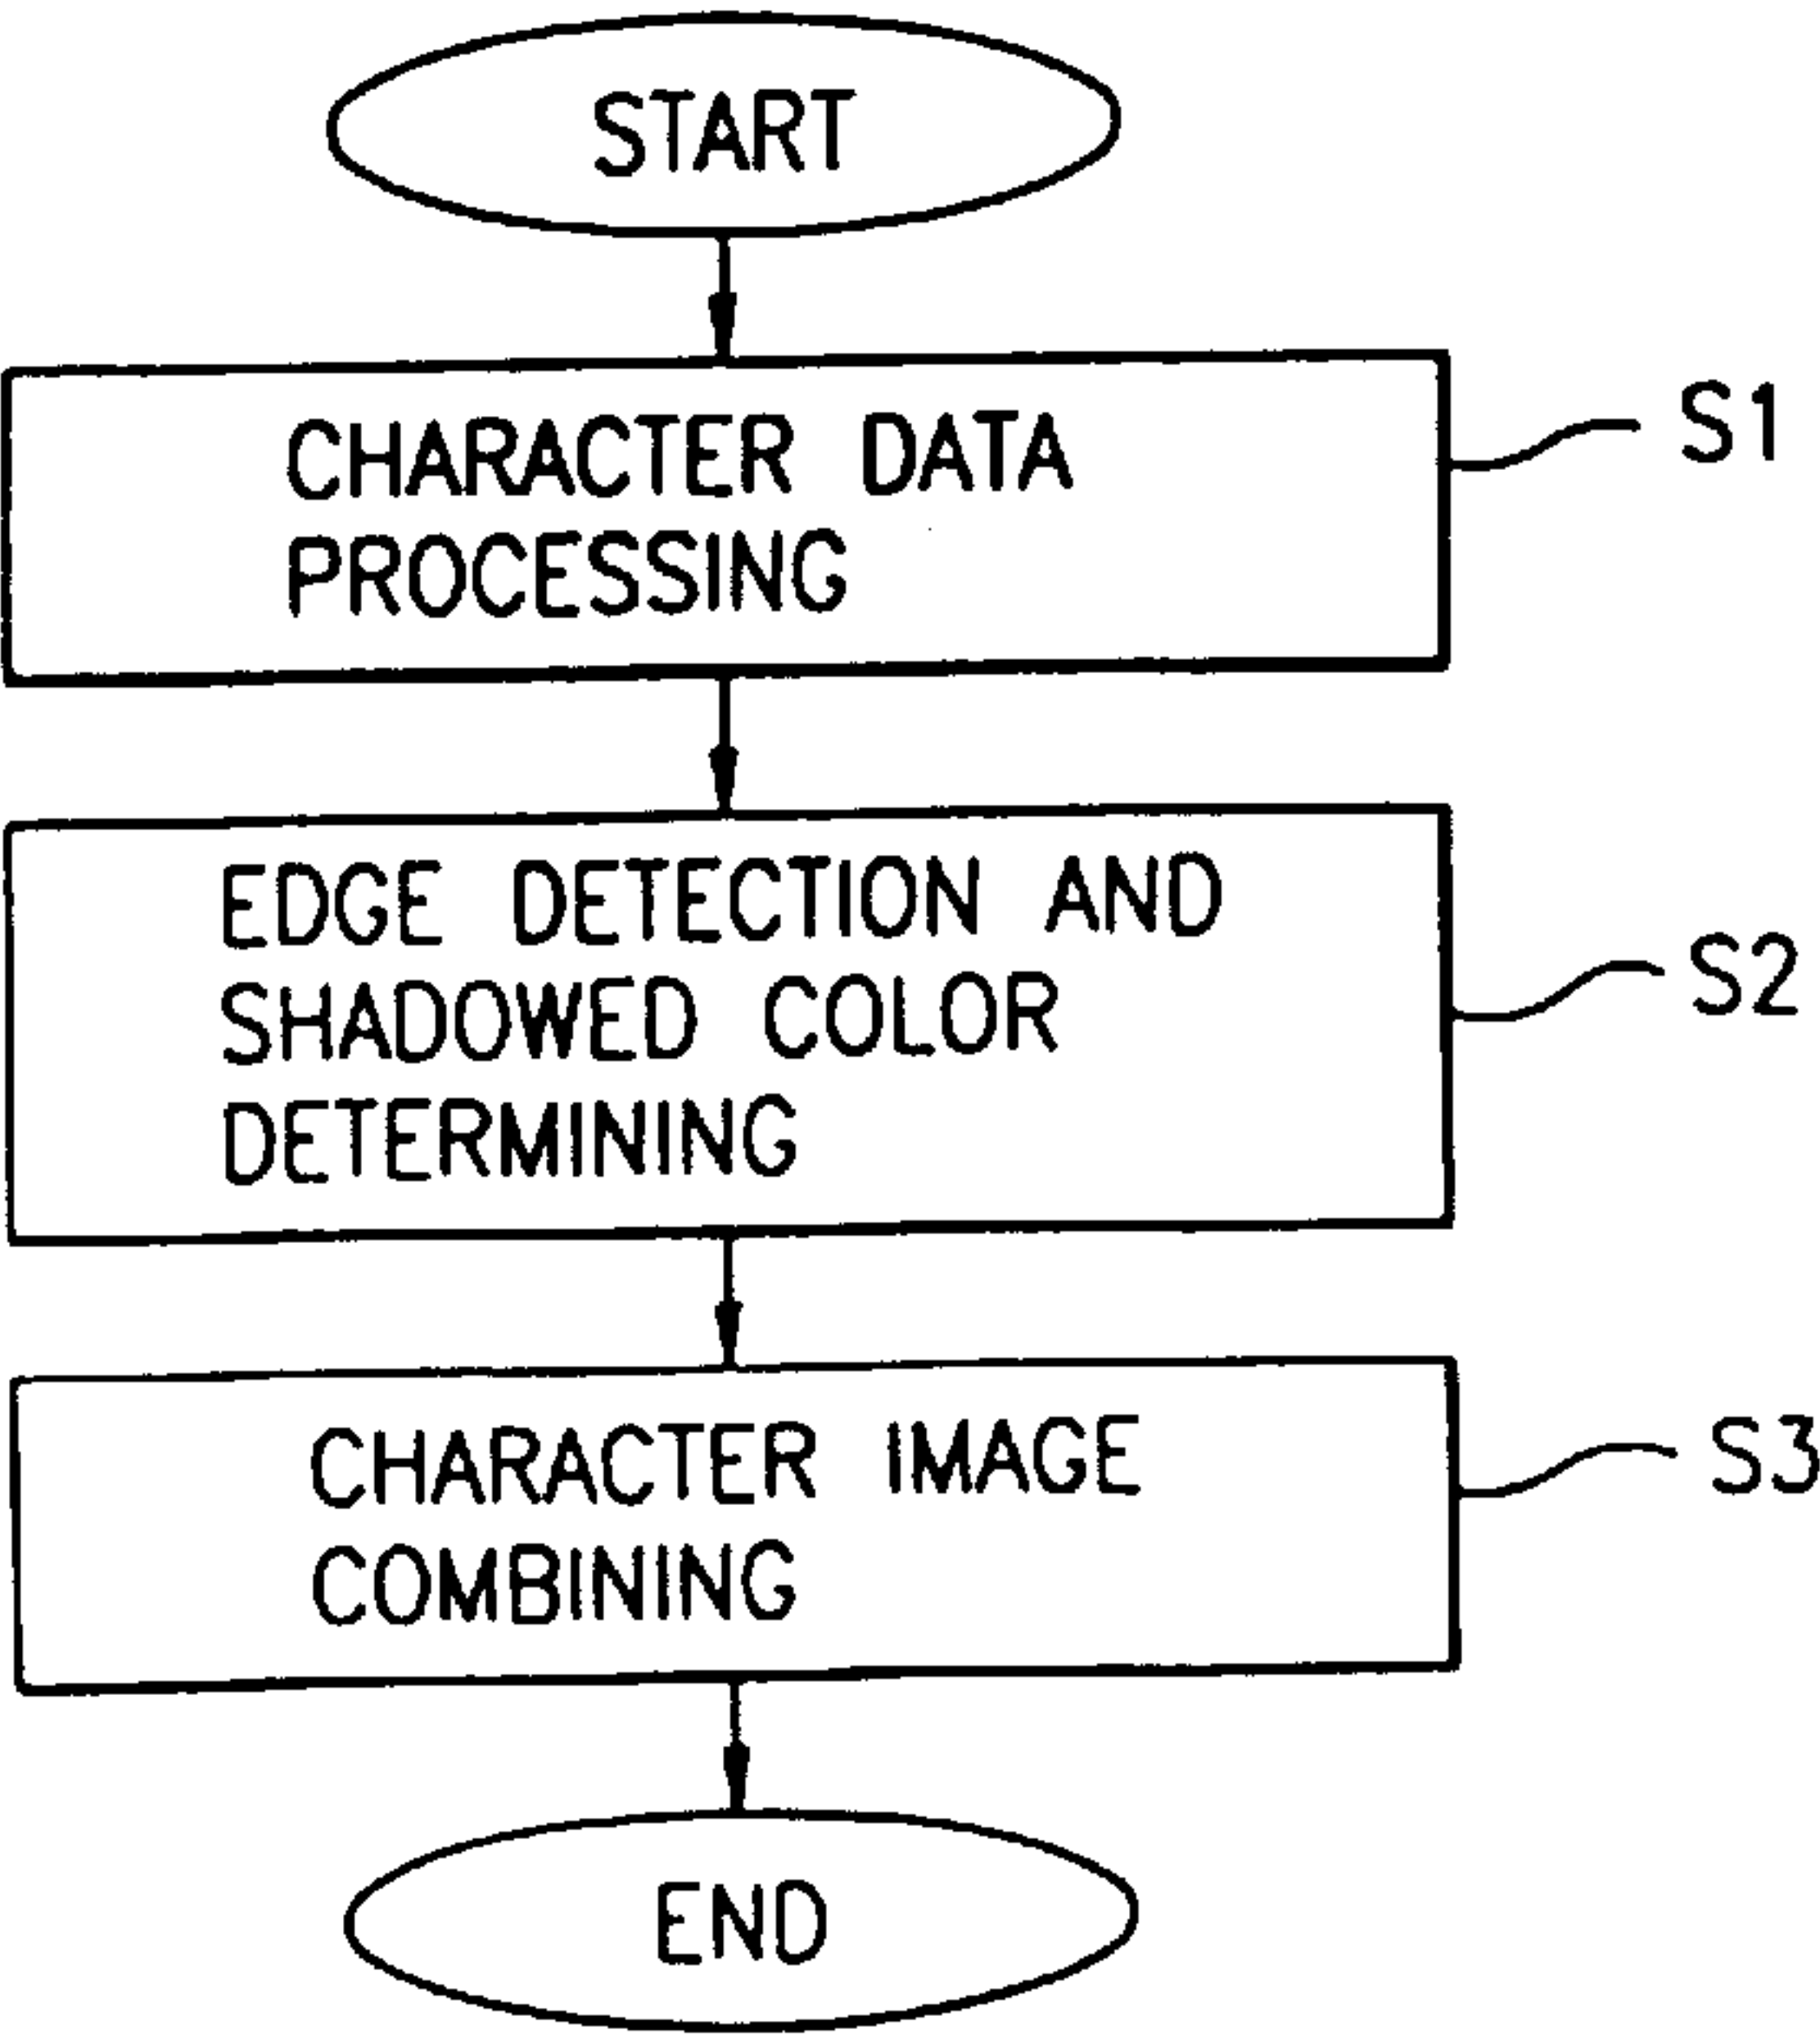 START
CHARACTER DATA
PROCESSING
S1
EDGE DETECTION AND
SHADOWED COLOR
DETERMINING
S2
CHARACTER IMAGE
COMBINING
S3
END